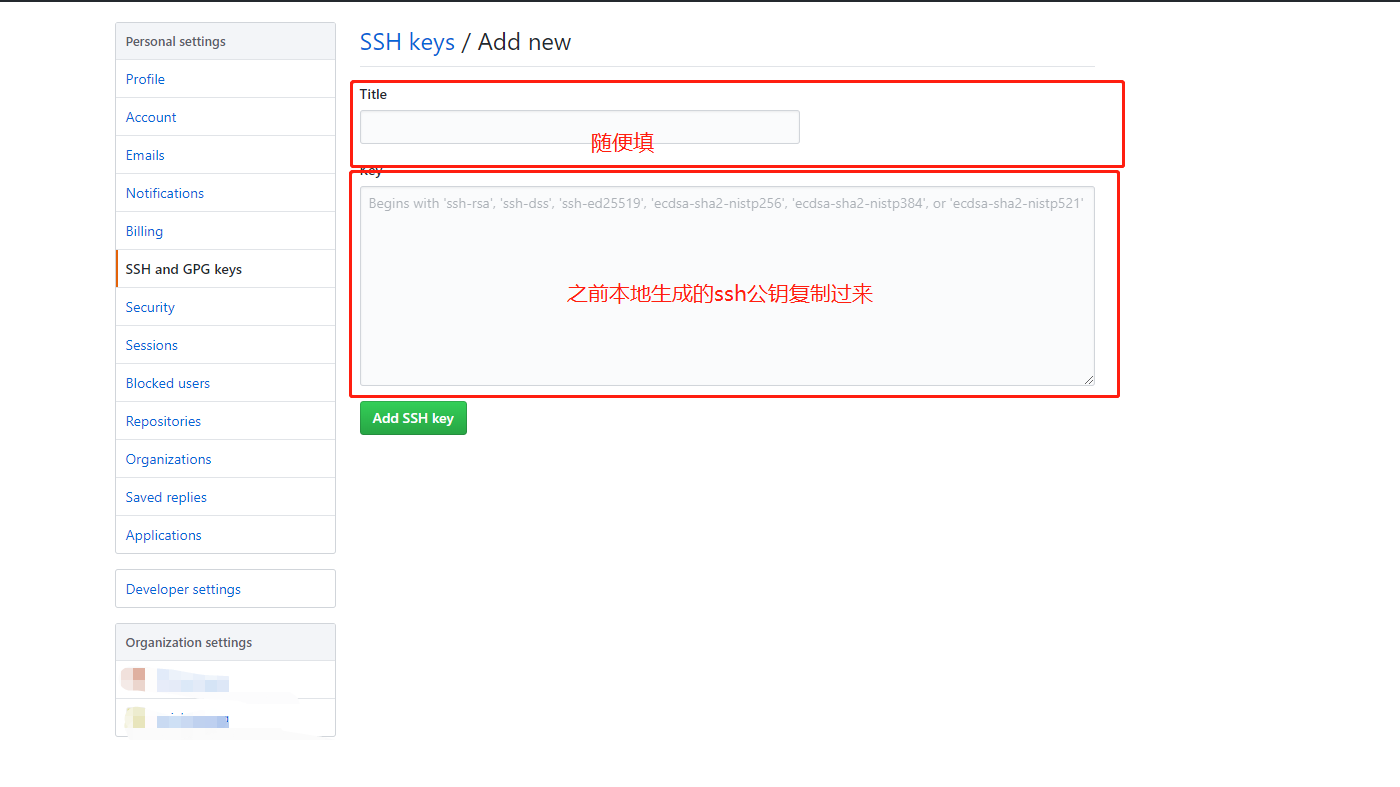 Personal settings
Profile
Account
Emails
Notifications
Billing
SSH and GPG keys
Security
Sessions
Blocked users
Repositories
Organizations
Saved replies
Applications
Developer settings
Organization settings
SSH keys / Add new
Title
随便填
Key
Begins with 'ssh-rsa', 'ssh-dss', 'ssh-ed25519', 'ecdsa-sha2-nistp256', 'ecdsa-sha2-nistp384', or 'ecdsa-sha2-nistp521'
之前本地生成的ssh公钥复制过来
Add SSH key